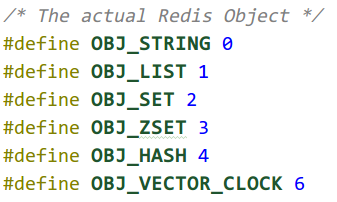 /* The actual Redis Object */
#define OBJ_STRING 0
#define OBJ_LIST 1
#define OBJ_SET 2
#define OBJ_ZSET 3
#define OBJ_HASH 4
#define OBJ_VECTOR_CLOCK 6